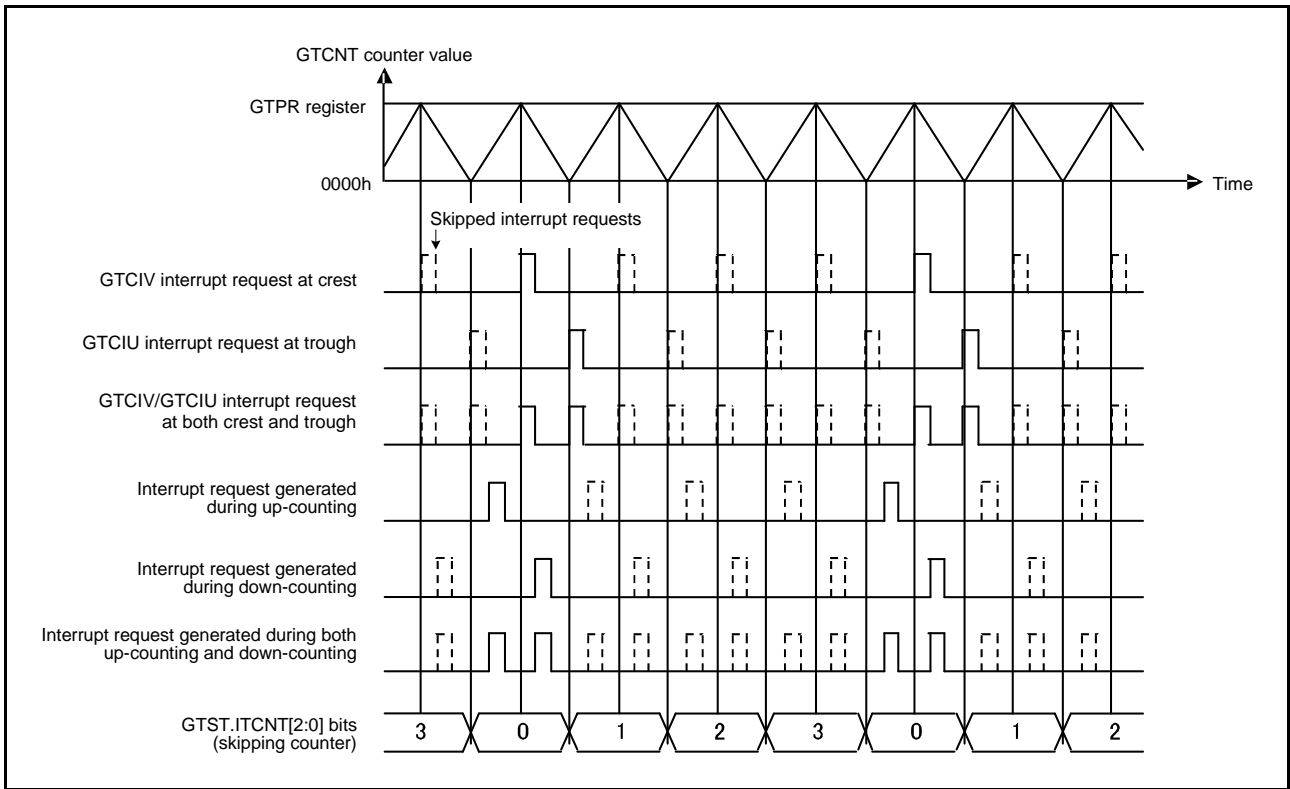 GTCNT counter value
GTPR register
0000h
Time
Skipped interrupt requests
GTCIV interrupt request at crest
GTCIU interrupt request at trough
GTCIV/GTCIU interrupt request
at both crest and trough
Interrupt request generated
during up-counting
Interrupt request generated
during down-counting
Interrupt request generated during both
up-counting and down-counting
GTST.ITCNT[2:0] bits
(skipping counter)
3 0 1 2 3 0 1 2